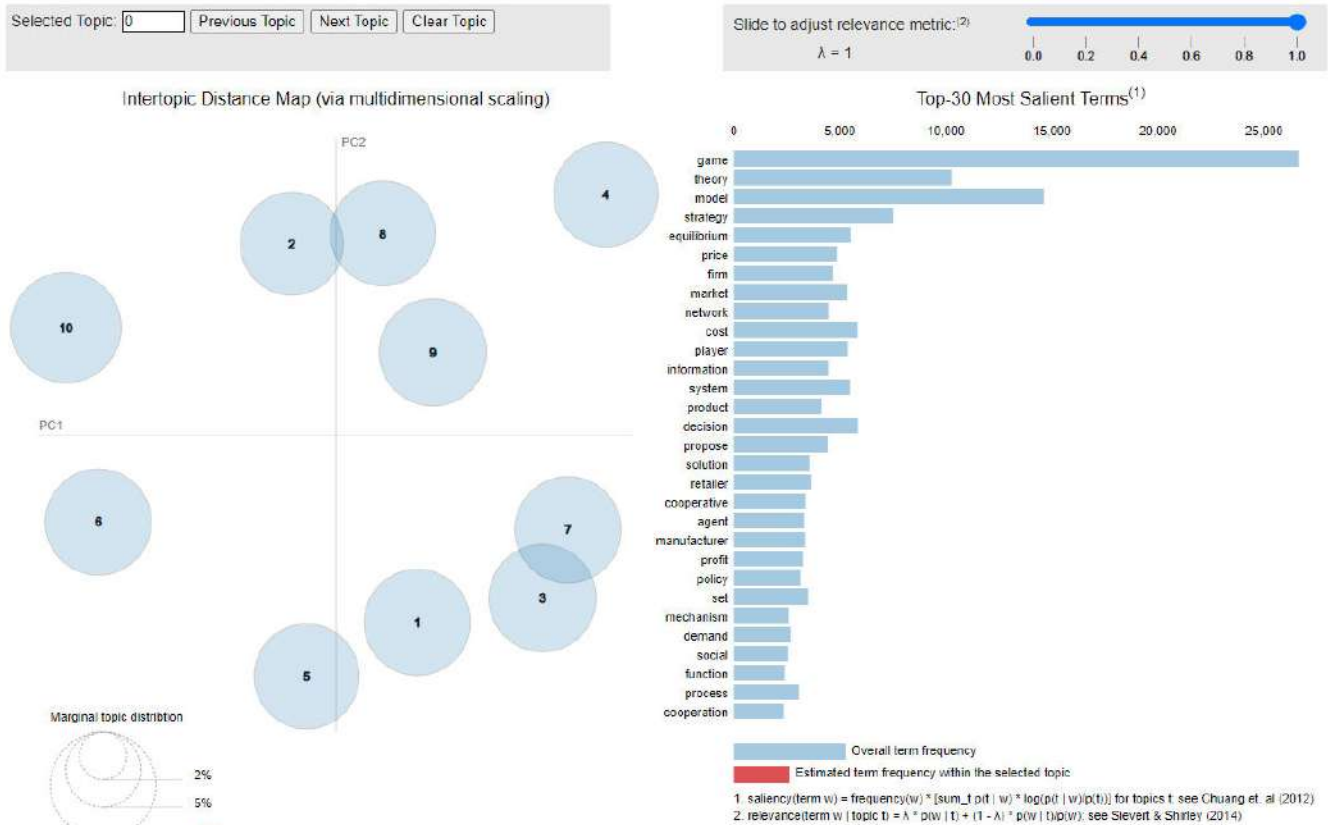 Selected Topic: 0 Previous Topic Next Topic Clear Topic
Slide to adjust relevance metric:(2)
λ = 1
0.0 0.2 0.4 0.6 0.8 1.0
Intertopic Distance Map (via multidimensional scaling)
PC2
PC1
4
2
8
10
9
6
7
3
1
5
Marginal topic distribtion
2%
5%
Top-30 Most Salient Terms(1)
0 5,000 10,000 15,000 20,000 25,000
game
theory
model
strategy
equilibrium
price
firm
market
network
cost
player
information
system
product
decision
propose
solution
retailer
cooperative
agent
manufacturer
profit
policy
set
mechanism
demand
social
function
process
cooperation
Overall term frequency
Estimated term frequency within the selected topic
1. saliency(term w) = frequency(w) * [sum_t p(t | w) * log(p(t | w)/p(t))] for topics t; see Chuang et. al (2012)
2. relevance(term w | topic t) = λ * p(w | t) + (1 - λ) * p(w | t)/p(w); see Sievert & Shirley (2014)